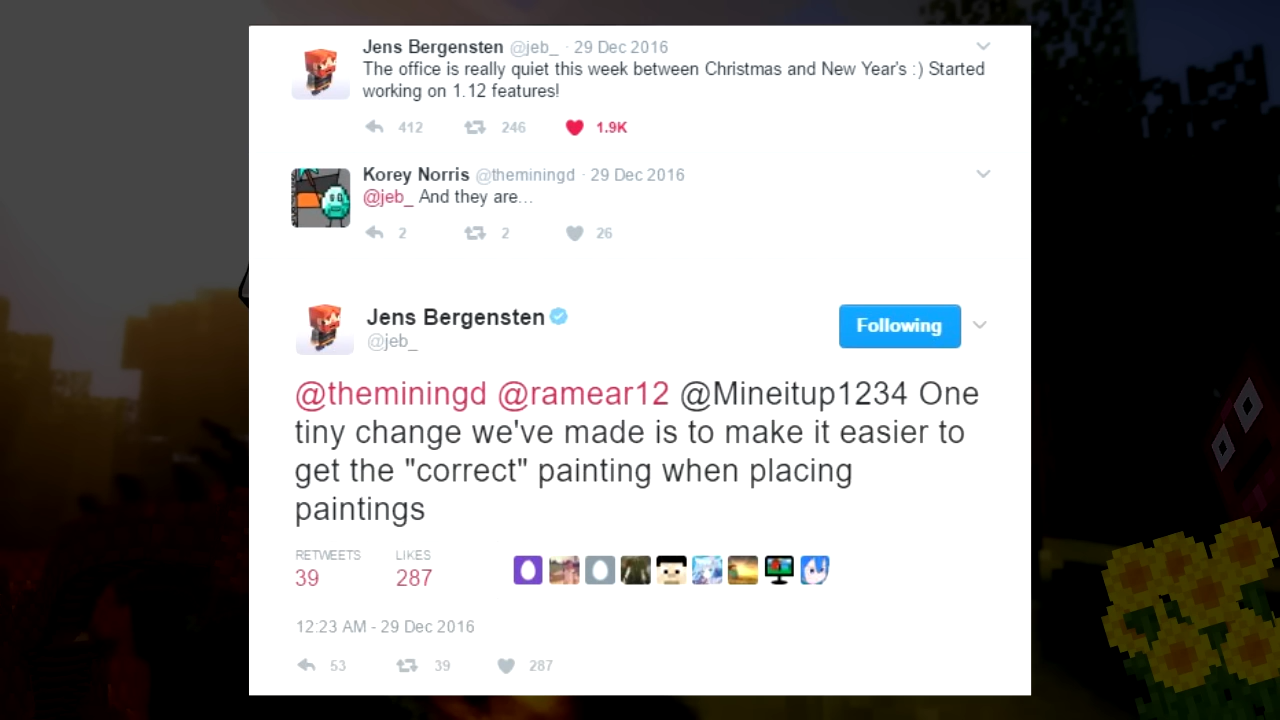 Jens Bergensten @jeb_ · 29 Dec 2016
The office is really quiet this week between Christmas and New Year's :) Started
working on 1.12 features!
412 246 1.9K
Korey Norris @theminingd · 29 Dec 2016
@jeb_ And they are...
2 2 26
Jens Bergensten
@jeb_
Following
@theminingd @ramear12 @Mineitup1234 One
tiny change we've made is to make it easier to
get the "correct" painting when placing
paintings
RETWEETS LIKES
39 287
12:23 AM - 29 Dec 2016
53 39 287